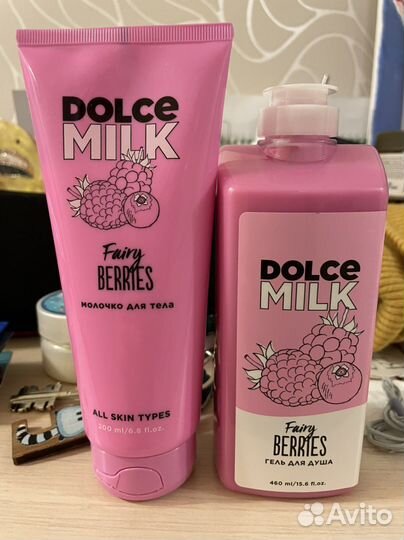 DOLCE
MILK
Fairy
BERRIES
молочко для тела
ALL SKIN TYPES
200 ml/6.8 fl.oz.
DOLCE
MILK
Fairy
BERRIES
ГЕЛЬ ДЛЯ ДУША
460 ml/15.6 fl.oz.
Avito